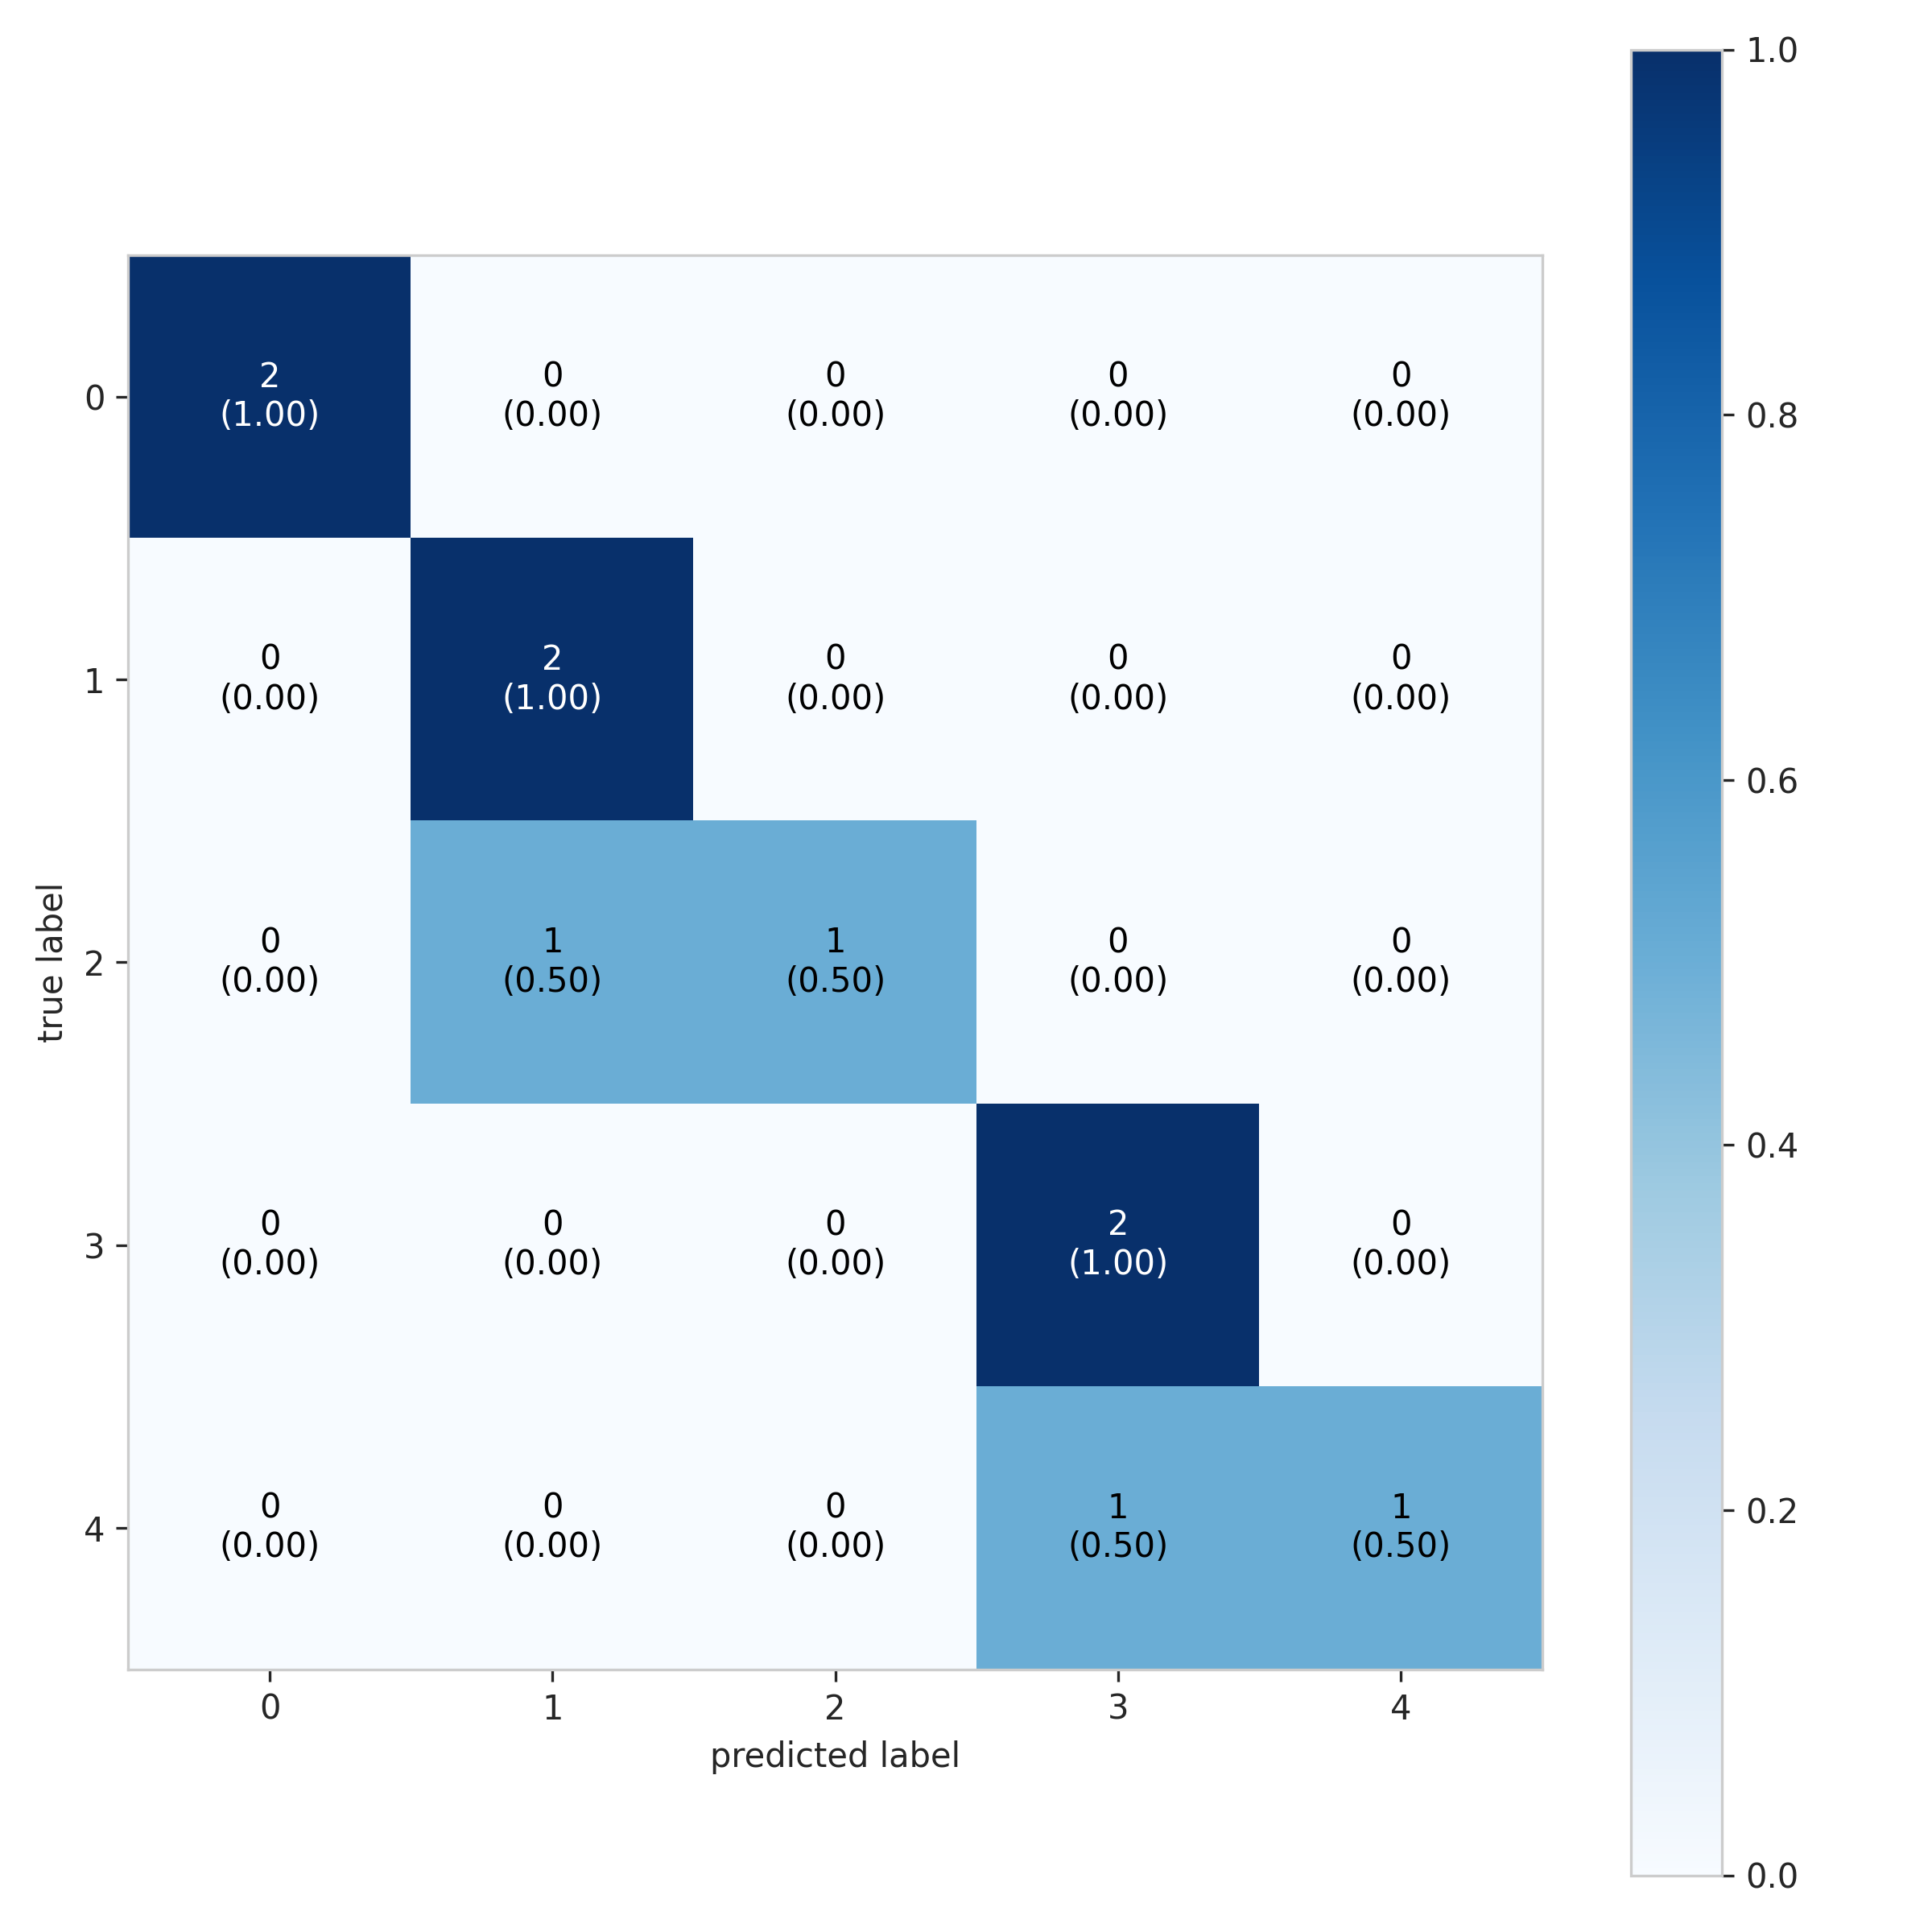 1.0
0.8
0.6
0.4
0.2
0.0
true label
0
2 0 0 0 0
(1.00) (0.00) (0.00) (0.00) (0.00)
1
0 2 0 0 0
(0.00) (1.00) (0.00) (0.00) (0.00)
2
0 1 1 0 0
(0.00) (0.50) (0.50) (0.00) (0.00)
3
0 0 0 2 0
(0.00) (0.00) (0.00) (1.00) (0.00)
4
0 0 0 1 1
(0.00) (0.00) (0.00) (0.50) (0.50)
0 1 2 3 4
predicted label